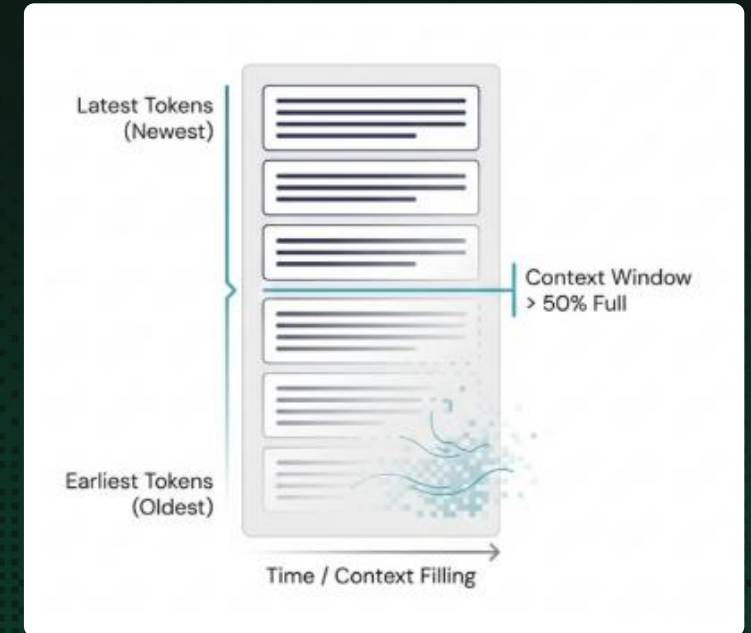 Latest Tokens
(Newest)
Context Window
> 50% Full
Earliest Tokens
(Oldest)
Time / Context Filling